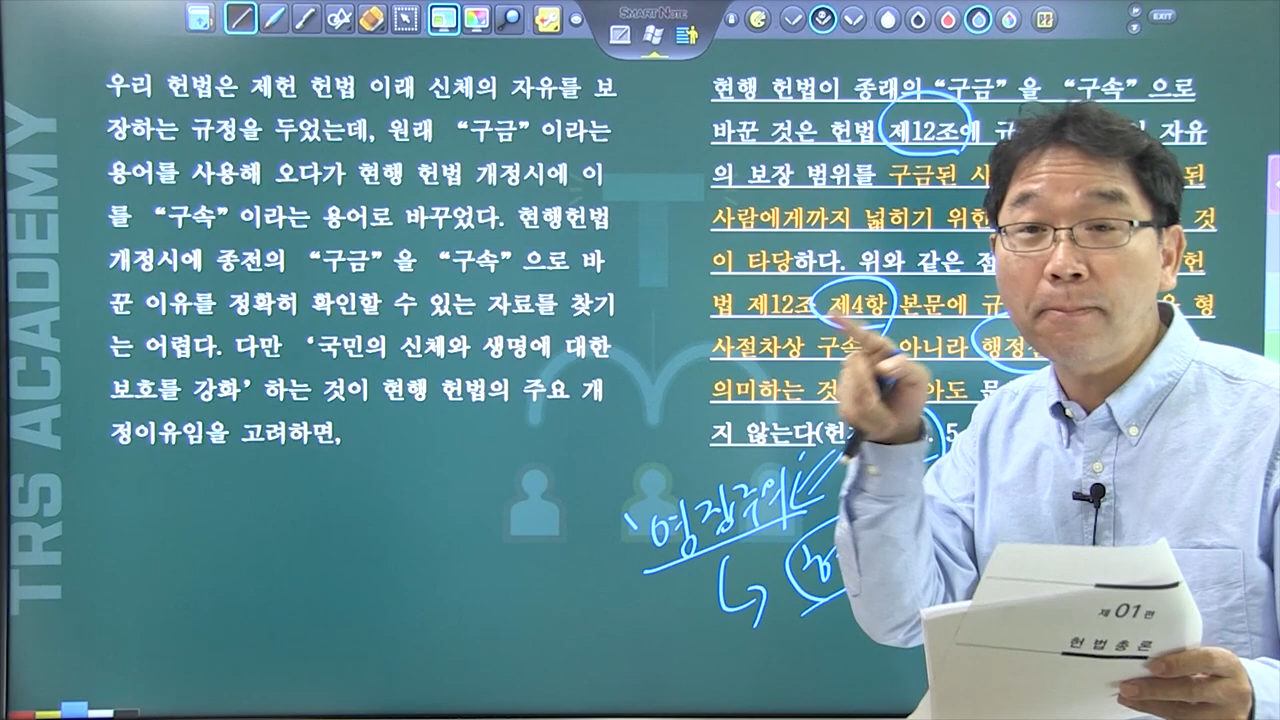 SMART NOTE
EXIT
우리 헌법은 제헌 헌법 이래 신체의 자유를 보
장하는 규정을 두었는데, 원래 “구금”이라는
용어를 사용해 오다가 현행 헌법 개정시에 이
를 “구속”이라는 용어로 바꾸었다. 현행헌법
개정시에 종전의 “구금”을 “구속”으로 바
꾼 이유를 정확히 확인할 수 있는 자료를 찾기
는 어렵다. 다만 ‘국민의 신체와 생명에 대한
보호를 강화’하는 것이 현행 헌법의 주요 개
정이유임을 고려하면,
현행 헌법이 종래의 “구금”을 “구속”으로
바꾼 것은 헌법 제12조에 자유
의 보장 범위를 구금된 된
사람에게까지 넓히기 위한 것
이 타당하다. 위와 같은 헌
법 제12조 제4항 본문에 형
사절차상 아니라
의미하는
지 않는다
영장주의
TRS ACADEMY
제01편
헌법총론